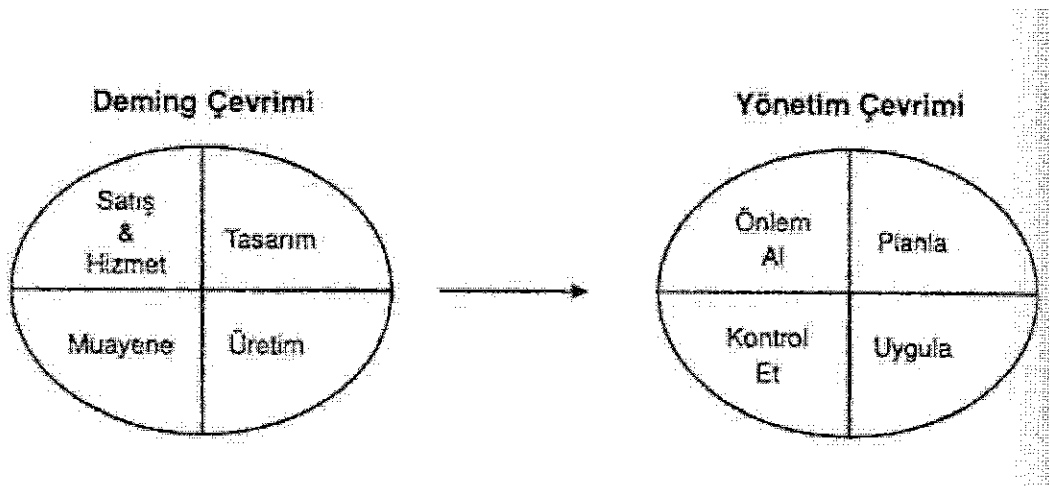 Deming Çevrimi
Satış
&
Hizmet
Tasarım
Muayene
Üretim
Yönetim Çevrimi
Önlem
Al
Planla
Kontrol
Et
Uygula